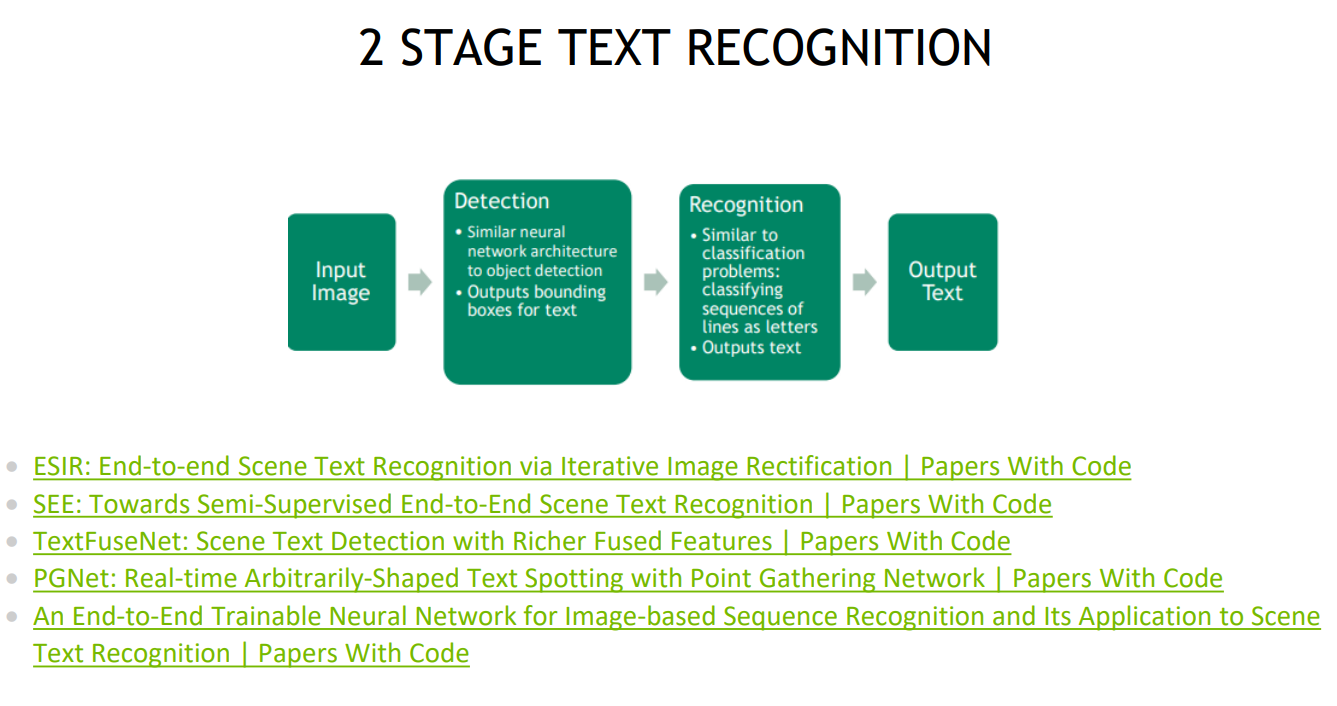 2 STAGE TEXT RECOGNITION
Input
Image
Detection
• Similar neural
network architecture
to object detection
• Outputs bounding
boxes for text
Recognition
• Similar to
classification
problems:
classifying
sequences of
lines as letters
• Outputs text
Output
Text
• ESIR: End-to-end Scene Text Recognition via Iterative Image Rectification | Papers With Code
• SEE: Towards Semi-Supervised End-to-End Scene Text Recognition | Papers With Code
• TextFuseNet: Scene Text Detection with Richer Fused Features | Papers With Code
• PGNet: Real-time Arbitrarily-Shaped Text Spotting with Point Gathering Network | Papers With Code
• An End-to-End Trainable Neural Network for Image-based Sequence Recognition and Its Application to Scene
Text Recognition | Papers With Code